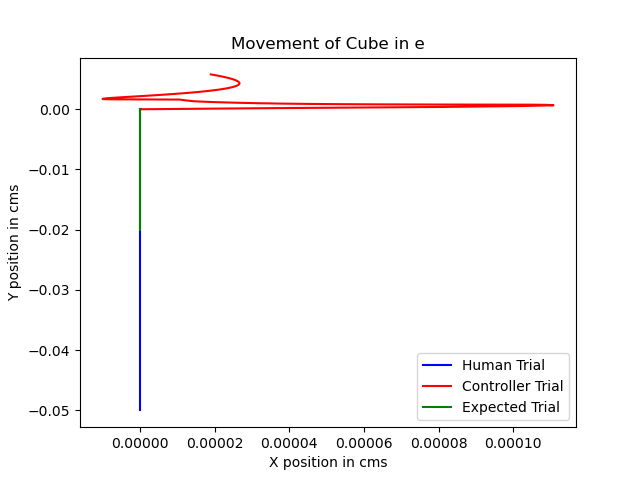 Movement of Cube in e
Y position in cms
0.00
−0.01
−0.02
−0.03
−0.04
−0.05
Human Trial
Controller Trial
Expected Trial
0.00000 0.00002 0.00004 0.00006 0.00008 0.00010
X position in cms